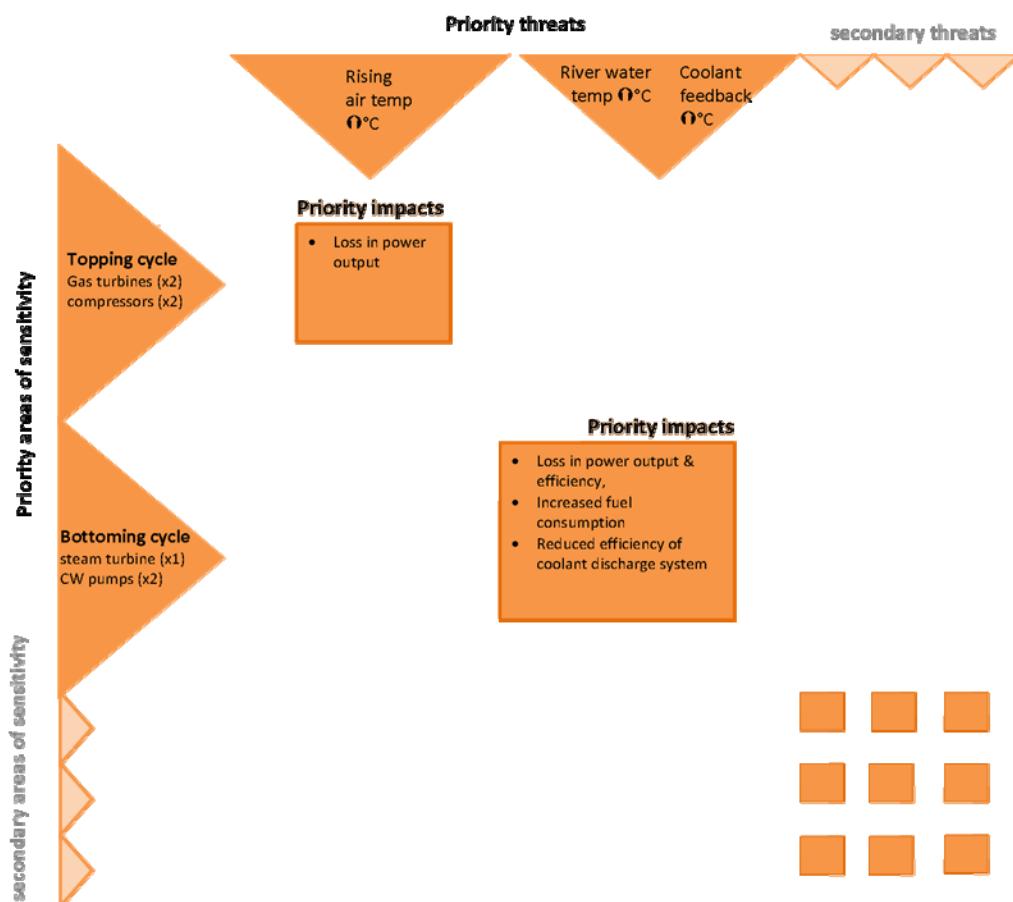 Priority threats
secondary threats
Rising
air temp
⋂°C
River water
temp ⋂°C
Coolant
feedback
⋂°C
Priority areas of sensitivity
Topping cycle
Gas turbines (x2)
compressors (x2)
Priority impacts
• Loss in power
output
Bottoming cycle
steam turbine (x1)
CW pumps (x2)
Priority impacts
• Loss in power output &
efficiency,
• Increased fuel
consumption
• Reduced efficiency of
coolant discharge system
secondary areas of sensitivity